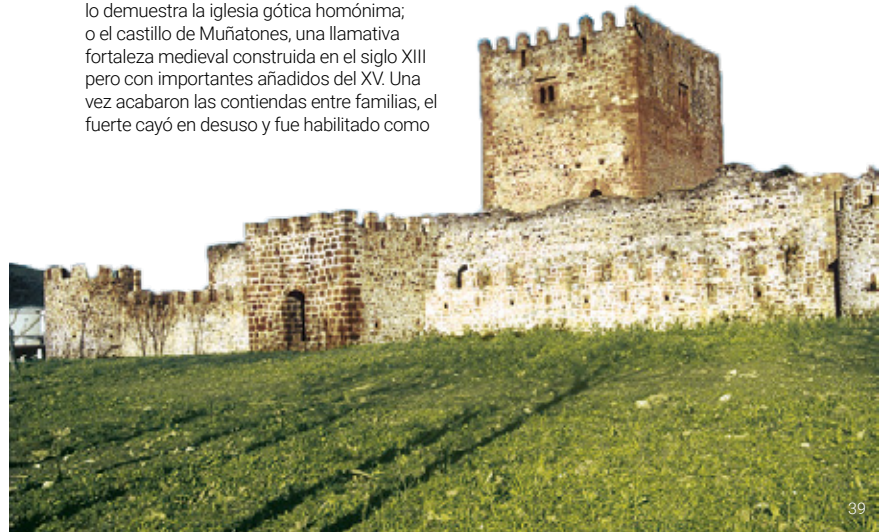 lo demuestra la iglesia gótica homónima;
o el castillo de Muñatones, una llamativa
fortaleza medieval construida en el siglo XIII
pero con importantes añadidos del XV. Una
vez acabaron las contiendas entre familias, el
fuerte cayó en desuso y fue habilitado como
39